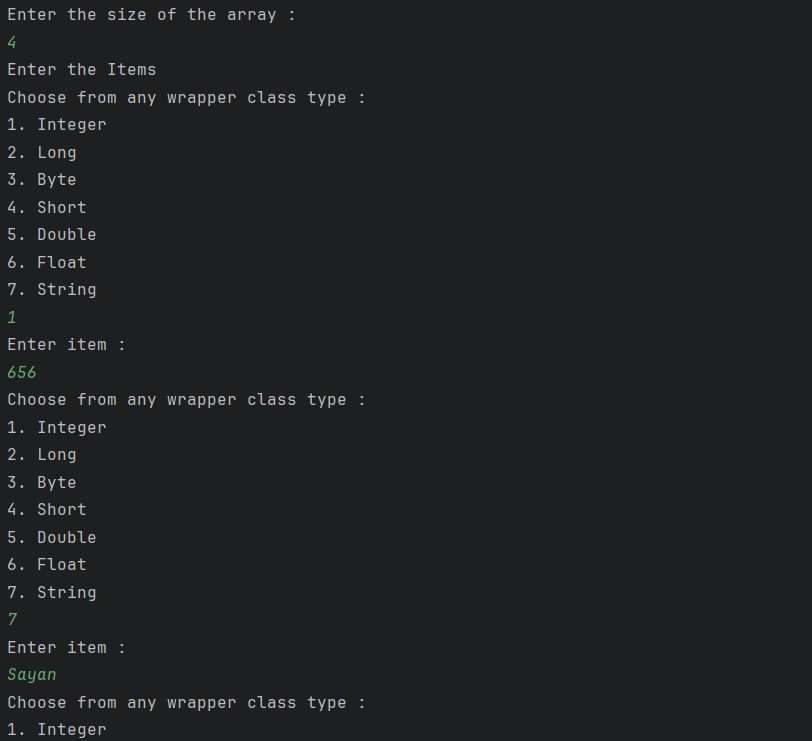 Enter the size of the array :
4
Enter the Items
Choose from any wrapper class type :
1. Integer
2. Long
3. Byte
4. Short
5. Double
6. Float
7. String
1
Enter item :
656
Choose from any wrapper class type :
1. Integer
2. Long
3. Byte
4. Short
5. Double
6. Float
7. String
7
Enter item :
Sayan
Choose from any wrapper class type :
1. Integer